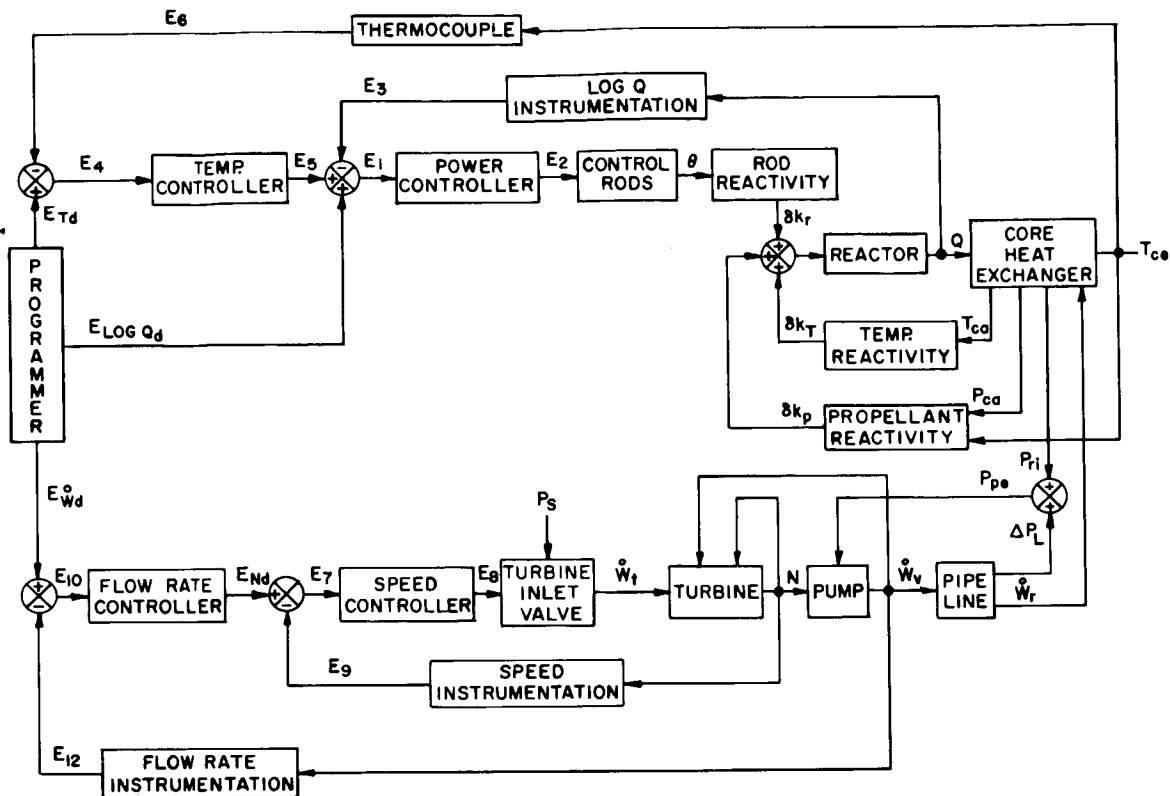 E6
THERMOCOUPLE
E3
LOG Q
INSTRUMENTATION
E4
TEMP.
CONTROLLER
E5
E1
POWER
CONTROLLER
E2
CONTROL
RODS
θ
ROD
REACTIVITY
ETd
δkr
REACTOR
Q
CORE
HEAT
EXCHANGER
Tce
PROGRAMMER
ELOG Qd
δkT
TEMP.
REACTIVITY
Tca
δkp
PROPELLANT
REACTIVITY
Pca
Pri
Ppe
ΔPL
EẆd
PS
E10
FLOW RATE
CONTROLLER
ENd
E7
SPEED
CONTROLLER
E8
TURBINE
INLET
VALVE
Ẇt
TURBINE
N
PUMP
Ẇv
PIPE
LINE
Ẇr
E9
SPEED
INSTRUMENTATION
E12
FLOW RATE
INSTRUMENTATION